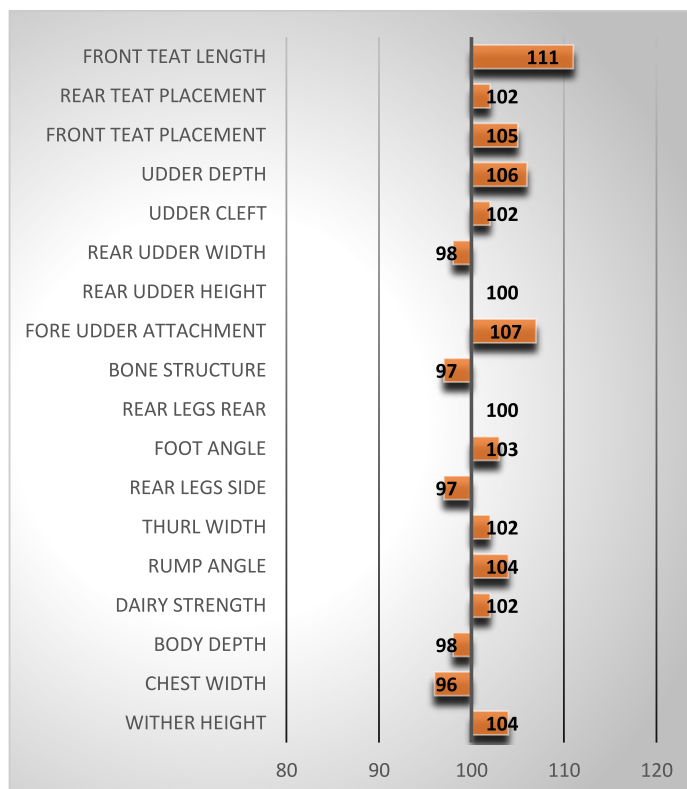 FRONT TEAT LENGTH 111
REAR TEAT PLACEMENT 102
FRONT TEAT PLACEMENT 105
UDDER DEPTH 106
UDDER CLEFT 102
REAR UDDER WIDTH 98
REAR UDDER HEIGHT 100
FORE UDDER ATTACHMENT 107
BONE STRUCTURE 97
REAR LEGS REAR 100
FOOT ANGLE 103
REAR LEGS SIDE 97
THURL WIDTH 102
RUMP ANGLE 104
DAIRY STRENGTH 102
BODY DEPTH 98
CHEST WIDTH 96
WITHER HEIGHT 104
80 90 100 110 120